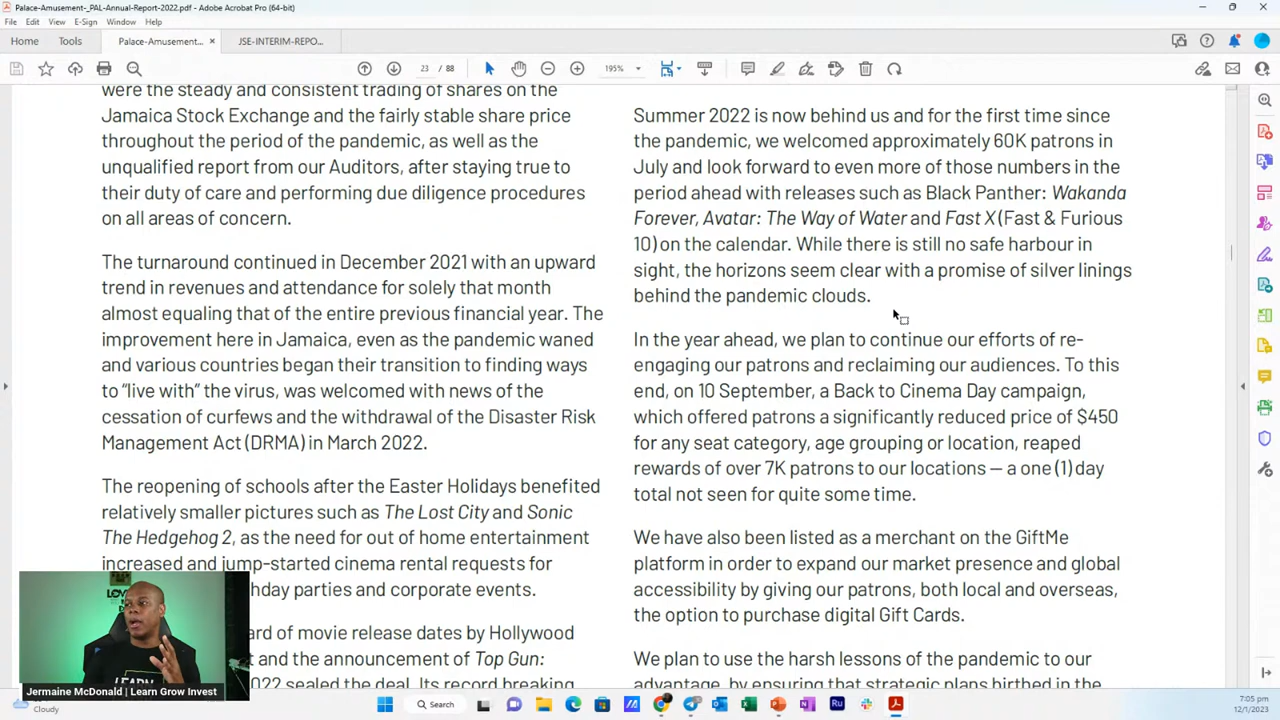 Palace-Amusement-_PAL-Annual-Report-2022.pdf - Adobe Acrobat Pro (64-bit)
File Edit View E-Sign Window Help
Home Tools Palace-Amusement... × JSE-INTERIM-REPO...
23 / 88 195%
were the steady and consistent trading of shares on the
Jamaica Stock Exchange and the fairly stable share price
throughout the period of the pandemic, as well as the
unqualified report from our Auditors, after staying true to
their duty of care and performing due diligence procedures
on all areas of concern.
The turnaround continued in December 2021 with an upward
trend in revenues and attendance for solely that month
almost equaling that of the entire previous financial year. The
improvement here in Jamaica, even as the pandemic waned
and various countries began their transition to finding ways
to “live with” the virus, was welcomed with news of the
cessation of curfews and the withdrawal of the Disaster Risk
Management Act (DRMA) in March 2022.
The reopening of schools after the Easter Holidays benefited
relatively smaller pictures such as The Lost City and Sonic
The Hedgehog 2, as the need for out of home entertainment
increased and jump-started cinema rental requests for
hday parties and corporate events.
ard of movie release dates by Hollywood
t and the announcement of Top Gun:
2022 sealed the deal. Its record breaking
Summer 2022 is now behind us and for the first time since
the pandemic, we welcomed approximately 60K patrons in
July and look forward to even more of those numbers in the
period ahead with releases such as Black Panther: Wakanda
Forever, Avatar: The Way of Water and Fast X (Fast & Furious
10) on the calendar. While there is still no safe harbour in
sight, the horizons seem clear with a promise of silver linings
behind the pandemic clouds.
In the year ahead, we plan to continue our efforts of re-
engaging our patrons and reclaiming our audiences. To this
end, on 10 September, a Back to Cinema Day campaign,
which offered patrons a significantly reduced price of $450
for any seat category, age grouping or location, reaped
rewards of over 7K patrons to our locations — a one (1) day
total not seen for quite some time.
We have also been listed as a merchant on the GiftMe
platform in order to expand our market presence and global
accessibility by giving our patrons, both local and overseas,
the option to purchase digital Gift Cards.
We plan to use the harsh lessons of the pandemic to our
advantage, by ensuring that strategic plans birthed in the
Jermaine McDonald | Learn Grow Invest
Cloudy
Search
Ru
7:05 pm
12/1/2023